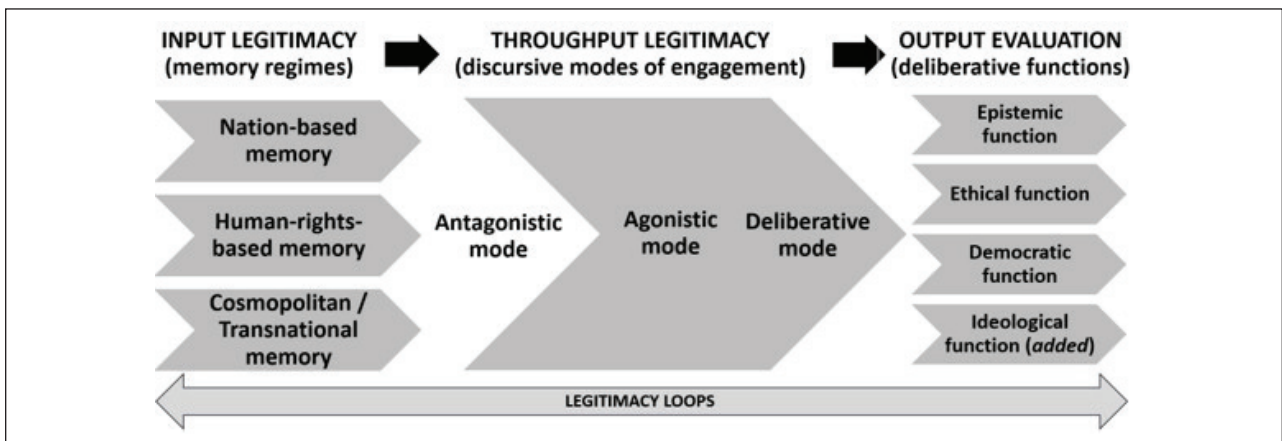 INPUT LEGITIMACY
(memory regimes)
THROUGHPUT LEGITIMACY
(discursive modes of engagement)
OUTPUT EVALUATION
(deliberative functions)
Nation-based
memory
Human-rights-
based memory
Cosmopolitan /
Transnational
memory
Antagonistic
mode
Agonistic
mode
Deliberative
mode
Epistemic
function
Ethical function
Democratic
function
Ideological
function (added)
LEGITIMACY LOOPS